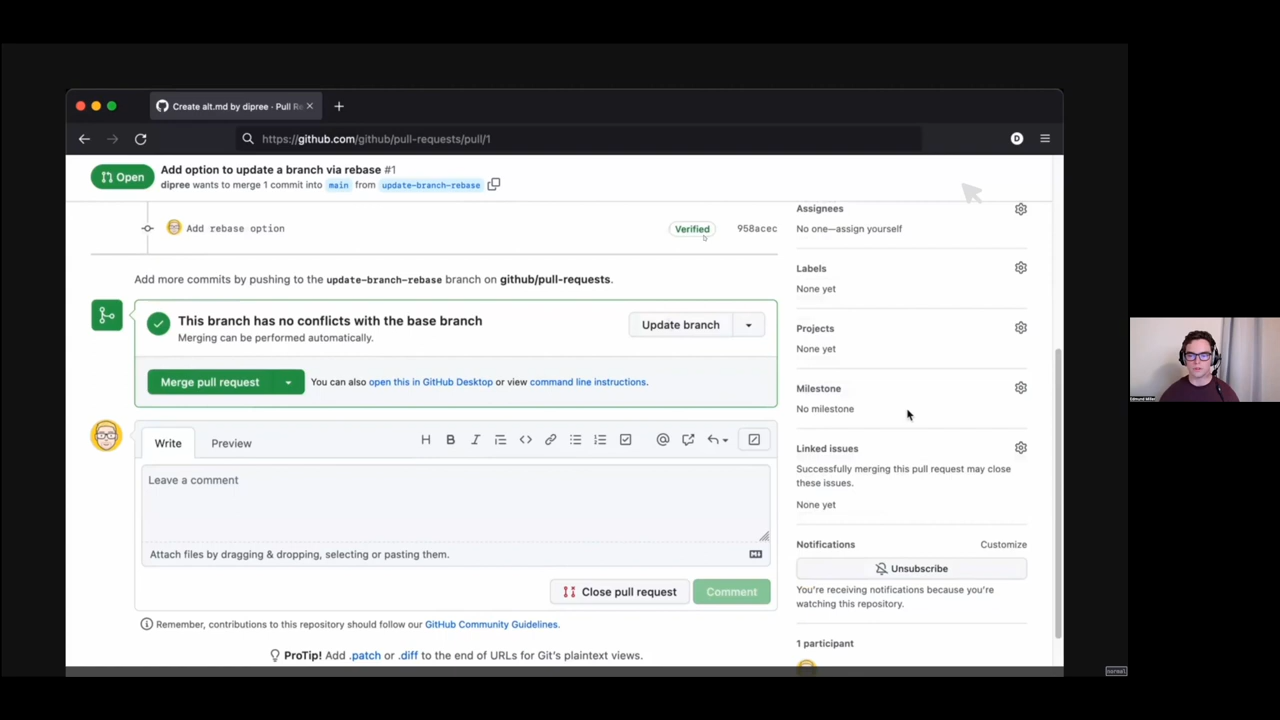 Create alt.md by dipree · Pull Re
https://github.com/github/pull-requests/pull/1
D
Open
Add option to update a branch via rebase #1
dipree wants to merge 1 commit into main from update-branch-rebase
Add rebase option
Verified
958acec
Add more commits by pushing to the update-branch-rebase branch on github/pull-requests.
This branch has no conflicts with the base branch
Merging can be performed automatically.
Update branch
Merge pull request
You can also open this in GitHub Desktop or view command line instructions.
Write
Preview
H B I
@
Leave a comment
Attach files by dragging & dropping, selecting or pasting them.
Close pull request
Comment
Remember, contributions to this repository should follow our GitHub Community Guidelines.
ProTip! Add .patch or .diff to the end of URLs for Git's plaintext views.
Assignees
No one—assign yourself
Labels
None yet
Projects
None yet
Milestone
No milestone
Linked issues
Successfully merging this pull request may close
these issues.
None yet
Notifications
Customize
Unsubscribe
You're receiving notifications because you're
watching this repository.
1 participant
normal
Edmund Miller